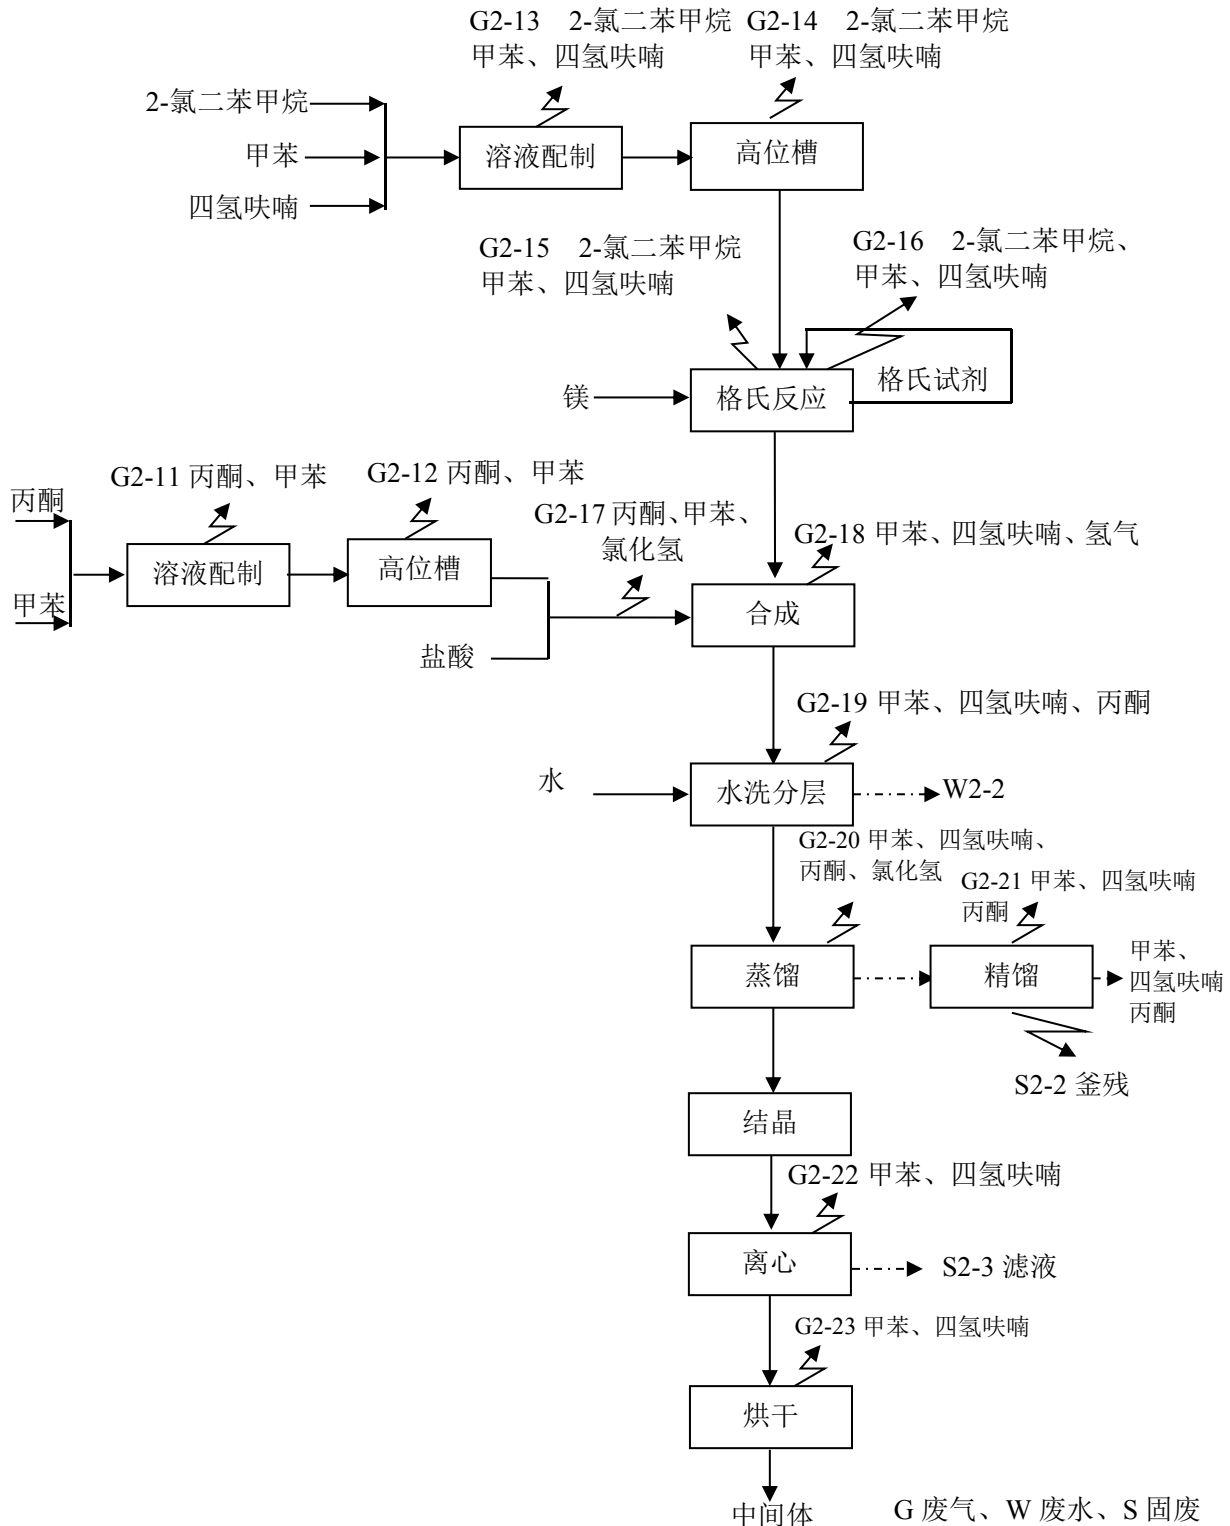 G2-13 2-氯二苯甲烷
甲苯、四氢呋喃
G2-14 2-氯二苯甲烷
甲苯、四氢呋喃
2-氯二苯甲烷
甲苯
四氢呋喃
溶液配制
高位槽
G2-15 2-氯二苯甲烷
甲苯、四氢呋喃
G2-16 2-氯二苯甲烷、
甲苯、四氢呋喃
镁
格氏反应
格氏试剂
丙酮
甲苯
G2-11 丙酮、甲苯
G2-12 丙酮、甲苯
溶液配制
高位槽
G2-17 丙酮、甲苯、
氯化氢
盐酸
G2-18 甲苯、四氢呋喃、氢气
合成
G2-19 甲苯、四氢呋喃、丙酮
水
水洗分层
W2-2
G2-20 甲苯、四氢呋喃、
丙酮、氯化氢
G2-21 甲苯、四氢呋喃
丙酮
蒸馏
精馏
甲苯、
四氢呋喃
丙酮
S2-2 釜残
结晶
G2-22 甲苯、四氢呋喃
离心
S2-3 滤液
G2-23 甲苯、四氢呋喃
烘干
中间体
G 废气、W 废水、S 固废